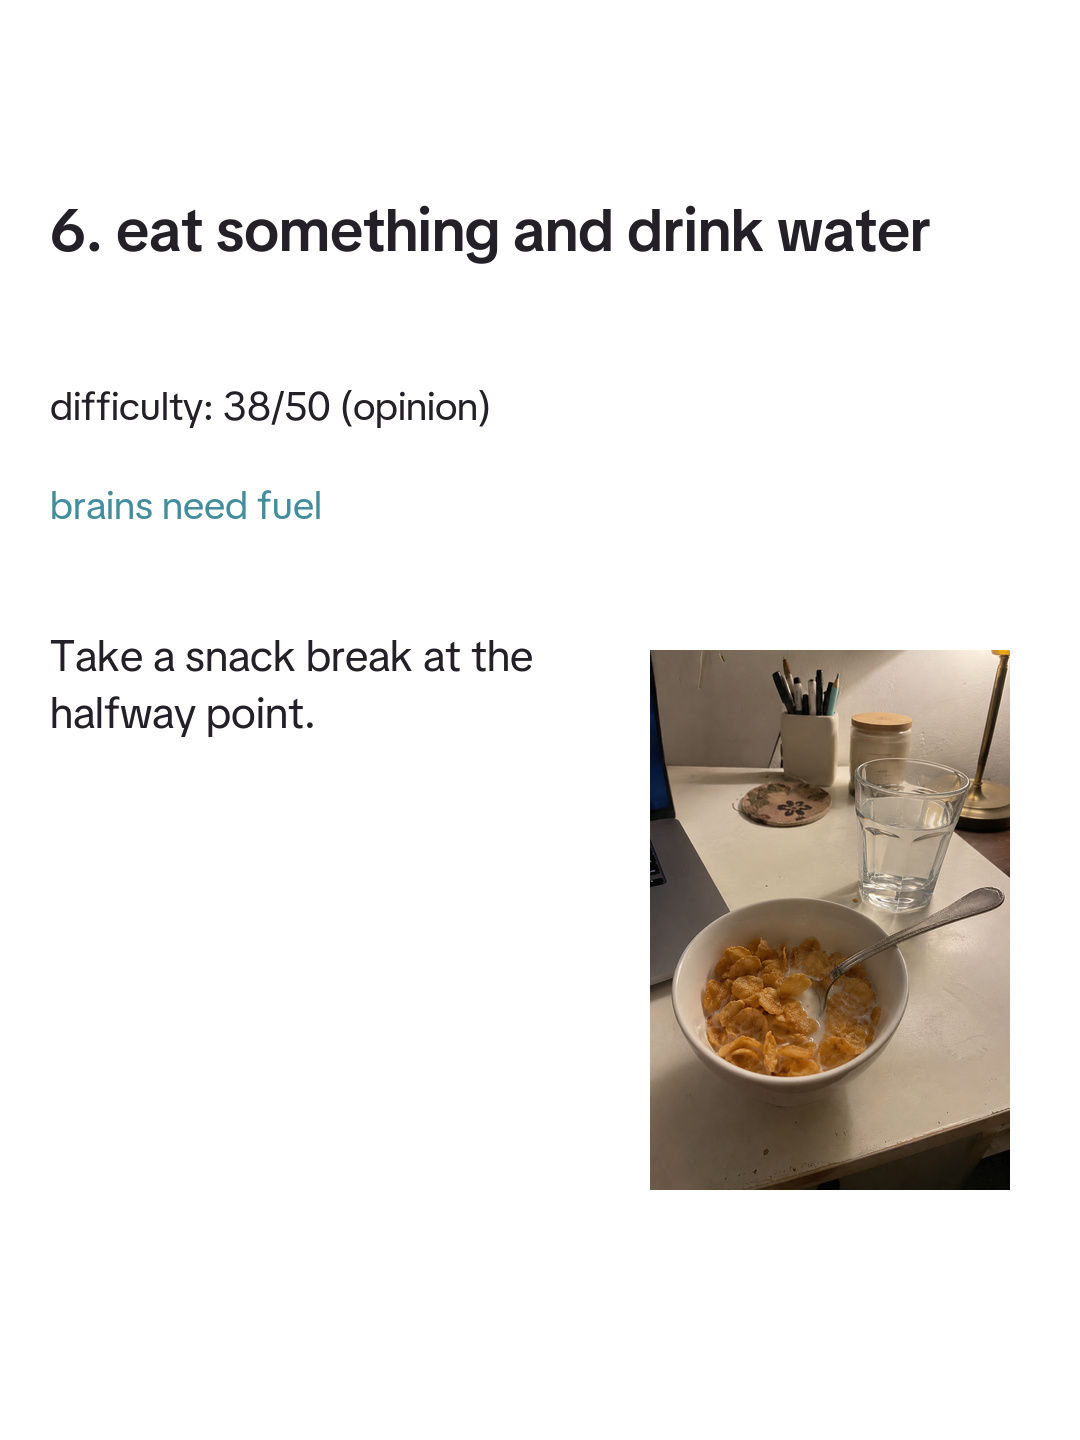 6. eat something and drink water
difficulty: 38/50 (opinion)
brains need fuel
Take a snack break at the
halfway point.